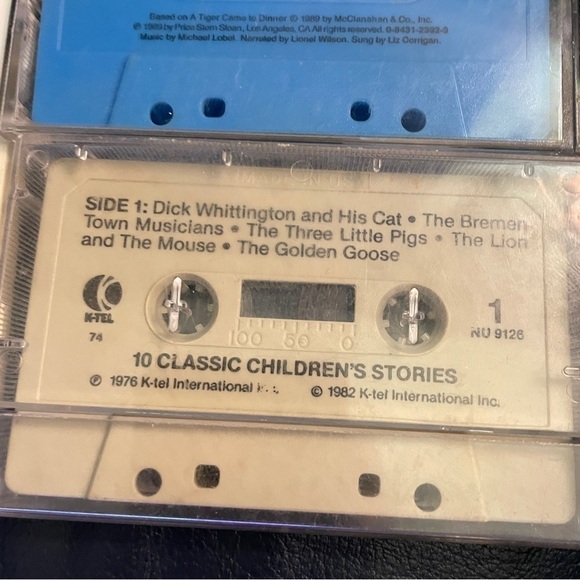 Based on A Tiger Came to Dinner © 1989 by McClanahan & Co., Inc.
℗ 1989 by Price Stern Sloan, Los Angeles, CA All rights reserved. 0-8431-2392-9
Music by Michael Lobel. Narrated by Lionel Wilson. Sung by Liz Corrigan.
SIDE 1: Dick Whittington and His Cat • The Bremen
Town Musicians • The Three Little Pigs • The Lion
and The Mouse • The Golden Goose
K-TEL
74
100 50 0
1
NU 9126
10 CLASSIC CHILDREN'S STORIES
℗ 1976 K-tel International
© 1982 K-tel International Inc.